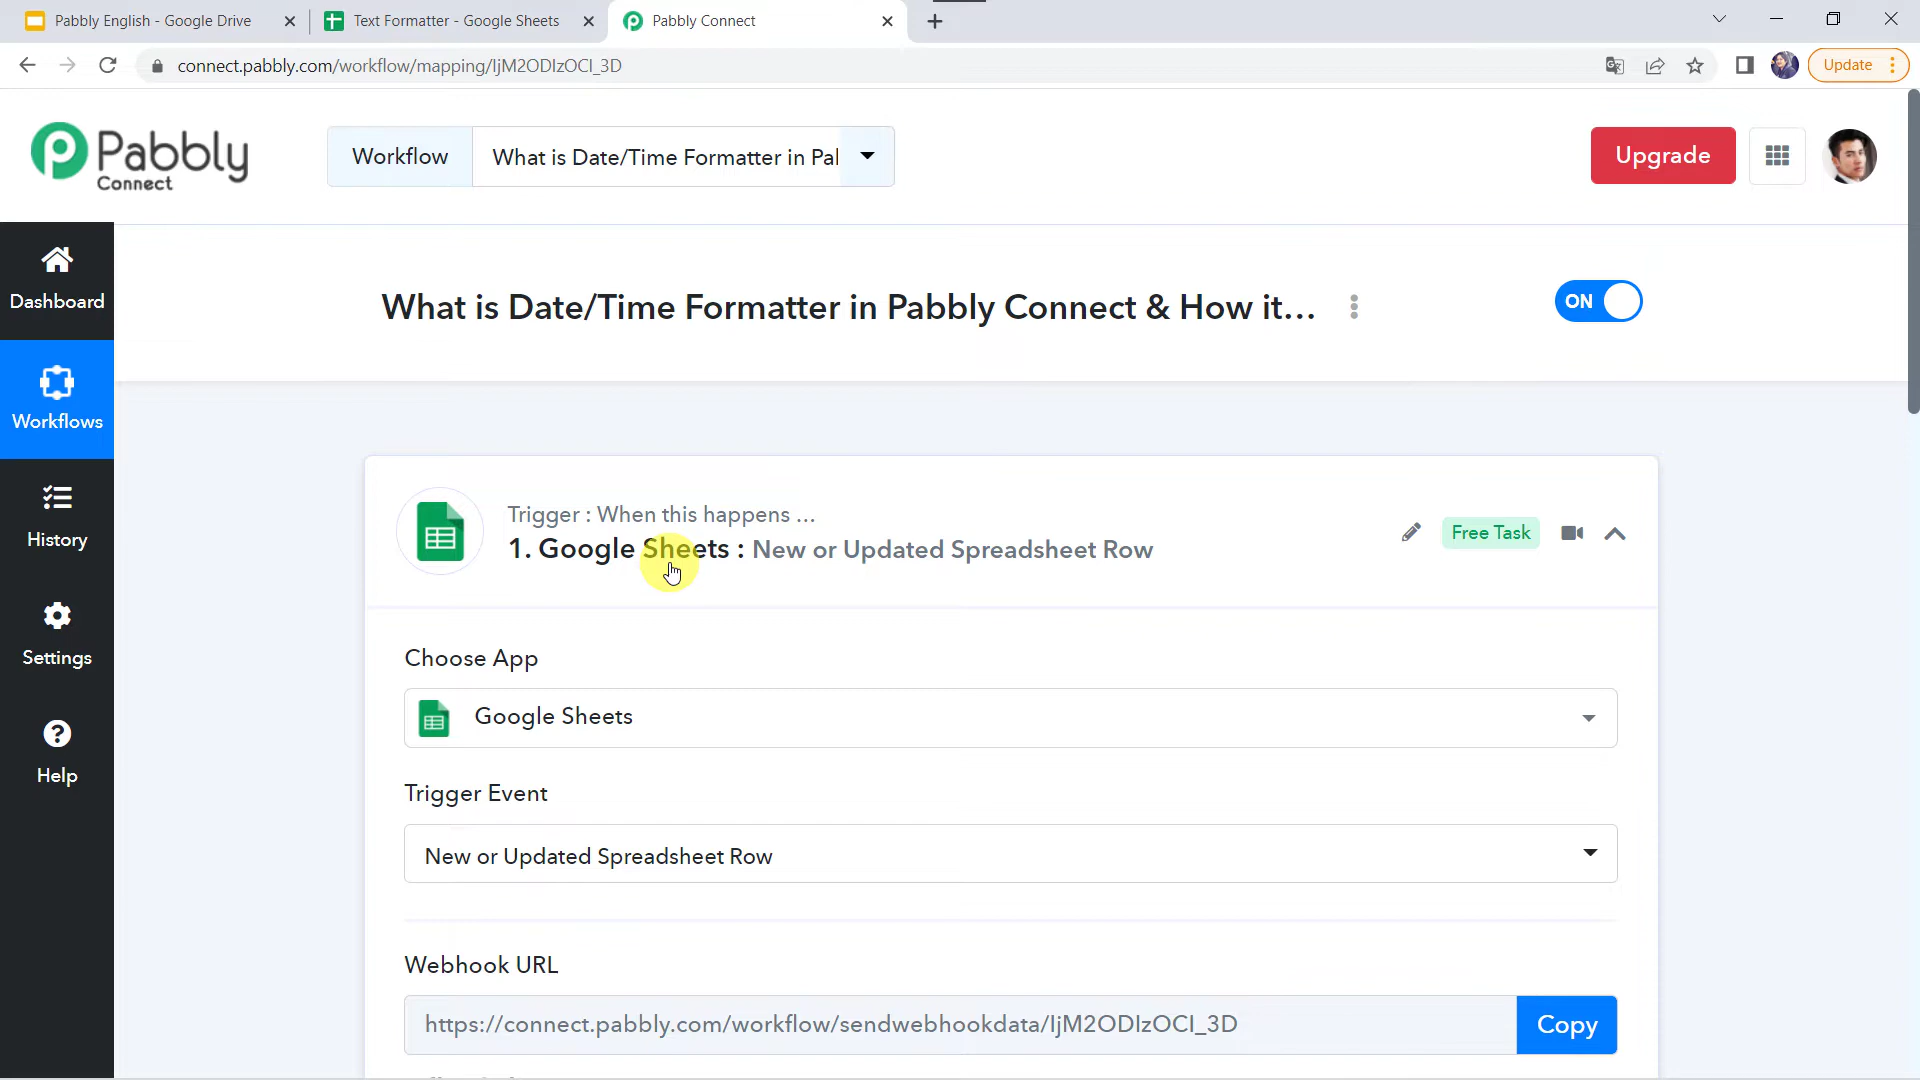 Pabbly English - Google Drive
Text Formatter - Google Sheets
Pabbly Connect
connect.pabbly.com/workflow/mapping/IjM2ODIzOCI_3D
Update
Pabbly
Connect
Workflow
What is Date/Time Formatter in Pal
Upgrade
Dashboard
Workflows
History
Settings
Help
What is Date/Time Formatter in Pabbly Connect & How it...
ON
Trigger : When this happens ...
1. Google Sheets : New or Updated Spreadsheet Row
Free Task
Choose App
Google Sheets
Trigger Event
New or Updated Spreadsheet Row
Webhook URL
https://connect.pabbly.com/workflow/sendwebhookdata/IjM2ODIzOCI_3D
Copy